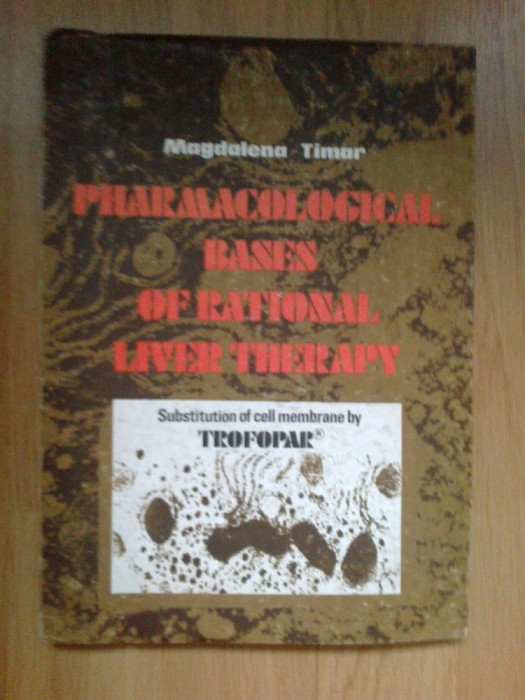 Magdalena Timar
PHARMACOLOGICAL
BASES
OF RATIONAL
LIVER THERAPY
Substitution of cell membrane by
TROFOPAR®